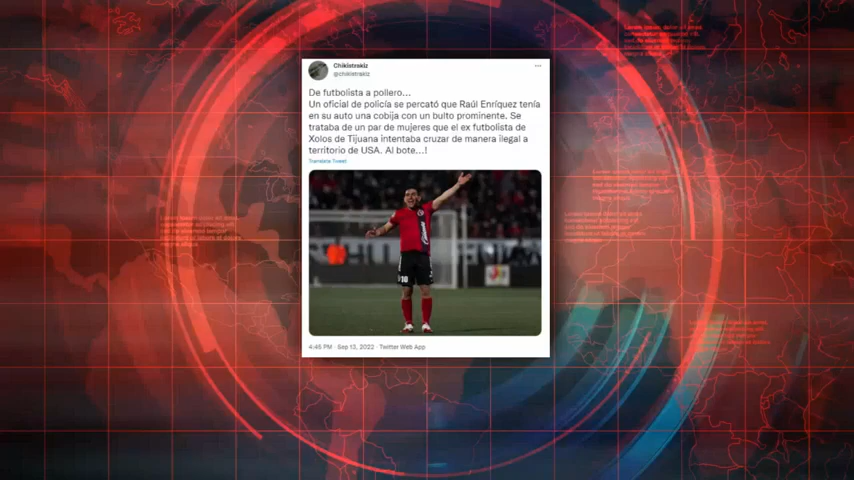 Chikistrakiz
@chikistrakiz
De futbolista a pollero...
Un oficial de policía se percató que Raúl Enríquez tenía
en su auto una cobija con un bulto prominente. Se
trataba de un par de mujeres que el ex futbolista de
Xolos de Tijuana intentaba cruzar de manera ilegal a
territorio de USA. Al bote...!
Translate Tweet
10
4:45 PM · Sep 13, 2022 · Twitter Web App